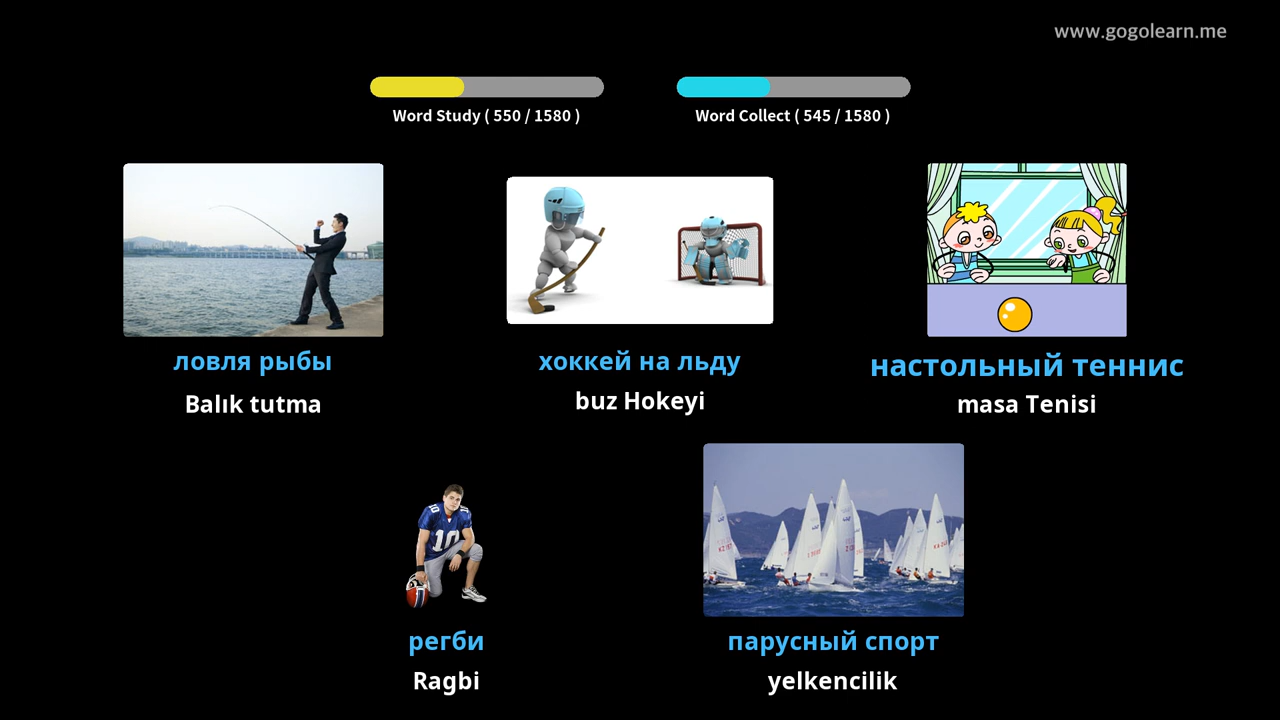 www.gogolearn.me
Word Study ( 550 / 1580 )
Word Collect ( 545 / 1580 )
ловля рыбы
хоккей на льду
настольный теннис
Balık tutma
buz Hokeyi
masa Tenisi
10
регби
парусный спорт
Ragbi
yelkencilik